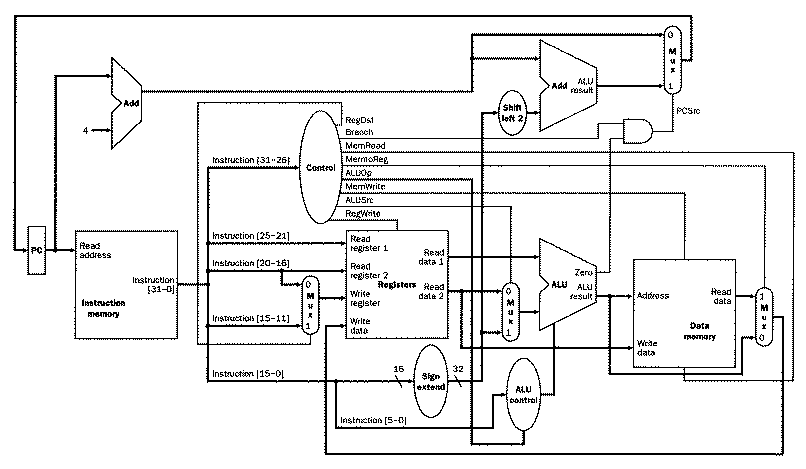 0
M
u
x
1
Add
ALU
result
Add
4
Shift
left 2
PCSrc
RegDst
Branch
MemRead
MemtoReg
ALUOp
MemWrite
ALUSrc
RegWrite
Control
Instruction [31–26]
Instruction [25–21]
Instruction [20–16]
Instruction [15–11]
Instruction [15–0]
Instruction [5–0]
PC
Read
address
Instruction
[31–0]
Instruction
memory
0
M
u
x
1
Read
register 1
Read
register 2
Write
register
Write
data
Registers
Read
data 1
Read
data 2
0
M
u
x
1
Zero
ALU
ALU
result
Address
Write
data
Read
data
Data
memory
1
M
u
x
0
16
Sign
extend
32
ALU
control